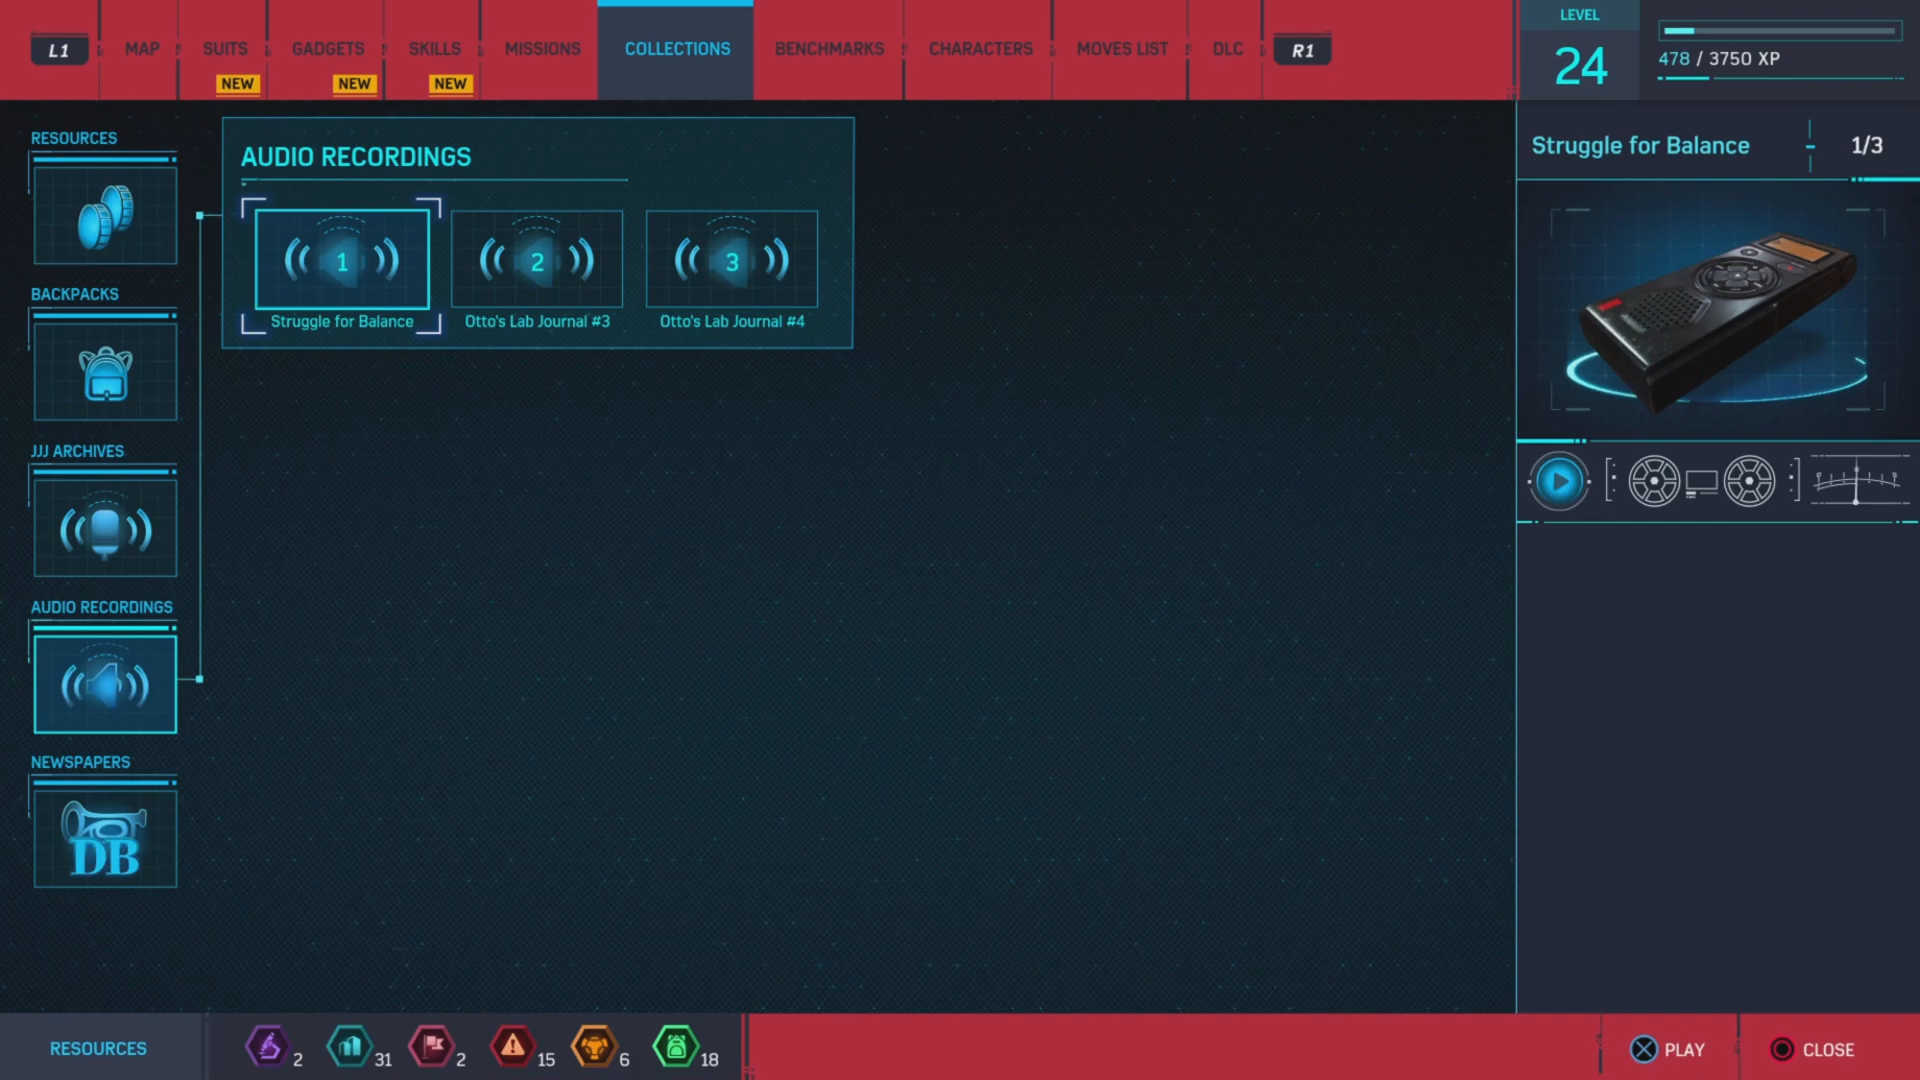 L1
MAP
SUITS
GADGETS
SKILLS
MISSIONS
COLLECTIONS
BENCHMARKS
CHARACTERS
MOVES LIST
DLC
R1
NEW
NEW
NEW
LEVEL
24
478 / 3750 XP
RESOURCES
BACKPACKS
JJJ ARCHIVES
AUDIO RECORDINGS
NEWSPAPERS
DB
AUDIO RECORDINGS
1
2
3
Struggle for Balance
Otto's Lab Journal #3
Otto's Lab Journal #4
Struggle for Balance
1/3
RESOURCES
2
31
2
15
6
18
PLAY
CLOSE